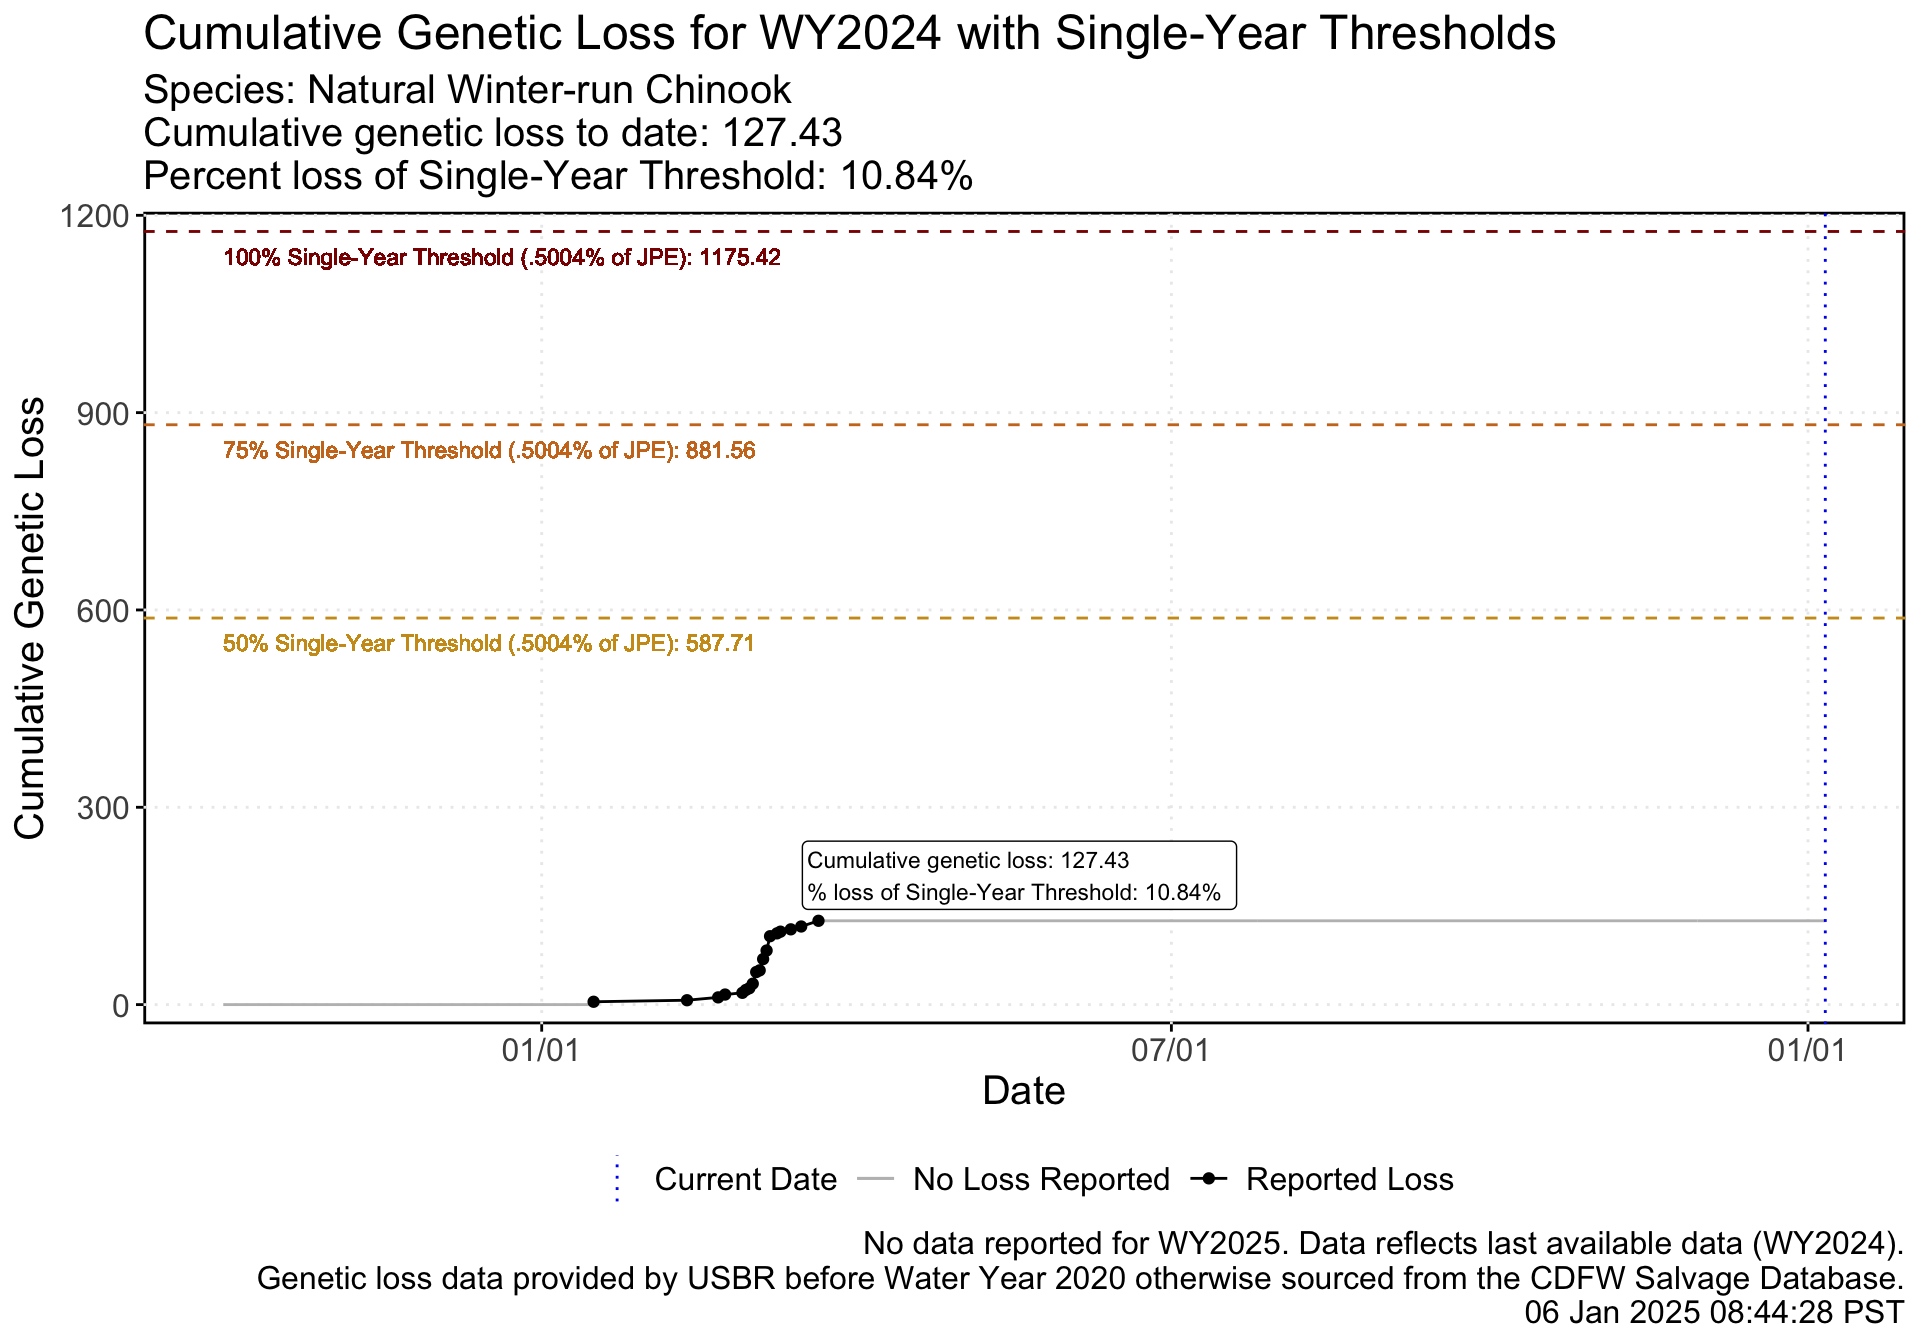 Cumulative Genetic Loss for WY2024 with Single-Year Thresholds
Species: Natural Winter-run Chinook
Cumulative genetic loss to date: 127.43
Percent loss of Single-Year Threshold: 10.84%
1200
100% Single-Year Threshold (.5004% of JPE): 1175.42
900
75% Single-Year Threshold (.5004% of JPE): 881.56
600
50% Single-Year Threshold (.5004% of JPE): 587.71
300
Cumulative genetic loss: 127.43
% loss of Single-Year Threshold: 10.84%
0
Cumulative Genetic Loss
01/01
07/01
01/01
Date
Current Date
No Loss Reported
Reported Loss
No data reported for WY2025. Data reflects last available data (WY2024).
Genetic loss data provided by USBR before Water Year 2020 otherwise sourced from the CDFW Salvage Database.
06 Jan 2025 08:44:28 PST